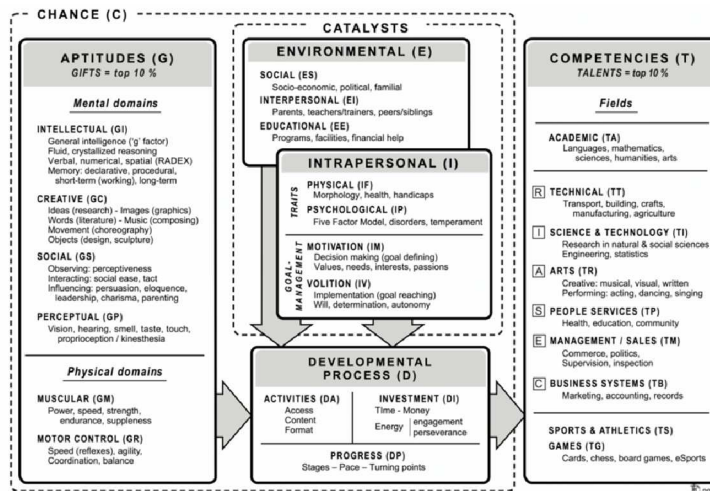 CHANCE (C)
CATALYSTS
APTITUDES (G)
GIFTS = top 10 %
Mental domains
INTELLECTUAL (GI)
General intelligence ('g' factor)
Fluid, crystallized reasoning
Verbal, numerical, spatial (RADEX)
Memory: declarative, procedural,
short-term (working), long-term
CREATIVE (GC)
Ideas (research) - Images (graphics)
Words (literature) - Music (composing)
Movement (choreography)
Objects (design, sculpture)
SOCIAL (GS)
Observing: perceptiveness
Interacting: social ease, tact
Influencing: persuasion, eloquence,
leadership, charisma, parenting
PERCEPTUAL (GP)
Vision, hearing, smell, taste, touch,
proprioception / kinesthesia
Physical domains
MUSCULAR (GM)
Power, speed, strength,
endurance, suppleness
MOTOR CONTROL (GR)
Speed (reflexes), agility,
Coordination, balance
ENVIRONMENTAL (E)
SOCIAL (ES)
Socio-economic, political, familial
INTERPERSONAL (EI)
Parents, teachers/trainers, peers/siblings
EDUCATIONAL (EE)
Programs, facilities, financial help
INTRAPERSONAL (I)
TRAITS
PHYSICAL (IF)
Morphology, health, handicaps
PSYCHOLOGICAL (IP)
Five Factor Model, disorders, temperament
GOAL-
MANAGEMENT
MOTIVATION (IM)
Decision making (goal defining)
Values, needs, interests, passions
VOLITION (IV)
Implementation (goal reaching)
Will, determination, autonomy
DEVELOPMENTAL
PROCESS (D)
ACTIVITIES (DA)
Access
Content
Format
INVESTMENT (DI)
Time - Money
Energy engagement
perseverance
PROGRESS (DP)
Stages – Pace – Turning points
COMPETENCIES (T)
TALENTS = top 10 %
Fields
ACADEMIC (TA)
Languages, mathematics,
sciences, humanities, arts
R TECHNICAL (TT)
Transport, building, crafts,
manufacturing, agriculture
I SCIENCE & TECHNOLOGY (TI)
Research in natural & social sciences
Engineering, statistics
A ARTS (TR)
Creative: musical, visual, written
Performing: acting, dancing, singing
S PEOPLE SERVICES (TP)
Health, education, community
E MANAGEMENT / SALES (TM)
Commerce, politics,
Supervision, inspection
C BUSINESS SYSTEMS (TB)
Marketing, accounting, records
SPORTS & ATHLETICS (TS)
GAMES (TG)
Cards, chess, board games, eSports